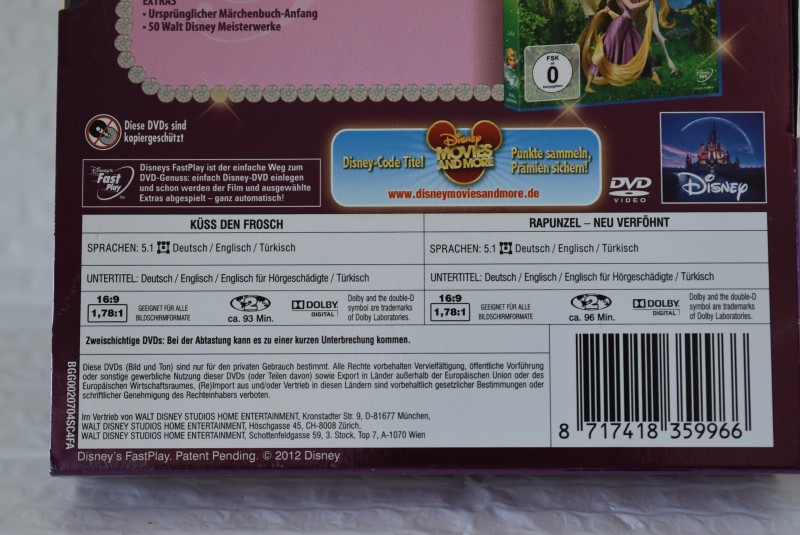 EXTRAS
• Ursprünglicher Märchenbuch-Anfang
• 50 Walt Disney Meisterwerke
FSK
ab
0
freigegeben
Diese DVDs sind
kopiergeschützt
Disney's
Fast
Play
™
Disneys FastPlay ist der einfache Weg zum
DVD-Genuss: einfach Disney-DVD einlegen
und schon werden der Film und ausgewählte
Extras abgespielt – ganz automatisch!
Disney-Code Titel
Disney
MOVIES
AND MORE
Punkte sammeln,
Prämien sichern!
www.disneymoviesandmore.de
DVD
VIDEO
Disney
KÜSS DEN FROSCH
SPRACHEN: 5.1 Deutsch / Englisch / Türkisch
UNTERTITEL: Deutsch / Englisch / Englisch für Hörgeschädigte / Türkisch
16:9
1,78:1
GEEIGNET FÜR ALLE
BILDSCHIRMFORMATE
2
ca. 93 Min.
DOLBY
DIGITAL
Dolby and the double-D
symbol are trademarks
of Dolby Laboratories.
RAPUNZEL – NEU VERFÖHNT
SPRACHEN: 5.1 Deutsch / Englisch / Türkisch
UNTERTITEL: Deutsch / Englisch / Englisch für Hörgeschädigte / Türkisch
16:9
1,78:1
GEEIGNET FÜR ALLE
BILDSCHIRMFORMATE
2
ca. 96 Min.
DOLBY
DIGITAL
Dolby and the double-D
symbol are trademarks
of Dolby Laboratories.
Zweischichtige DVDs: Bei der Abtastung kann es zu einer kurzen Unterbrechung kommen.
Diese DVDs (Bild und Ton) sind nur für den privaten Gebrauch bestimmt. Alle Rechte vorbehalten. Vervielfältigung, öffentliche Vorführung
oder sonstige gewerbliche Nutzung dieser DVDs (oder Teilen davon) sowie Export in Länder außerhalb der Europäischen Union oder des
Europäischen Wirtschaftsraumes, (Re)Import aus und/oder Vertrieb in diesen Ländern sind vorbehaltlich gesetzlicher Bestimmungen oder
schriftlicher Genehmigung des Rechteinhabers verboten.
Im Vertrieb von WALT DISNEY STUDIOS HOME ENTERTAINMENT, Kronstadter Str. 9, D-81677 München,
WALT DISNEY STUDIOS HOME ENTERTAINMENT, Höschgasse 45, CH-8008 Zürich,
WALT DISNEY STUDIOS HOME ENTERTAINMENT, Schottenfeldgasse 59, 3. Stock, Top 7, A-1070 Wien
8 717418 359966
BGG0020704SC4FA
Disney's FastPlay. Patent Pending. © 2012 Disney